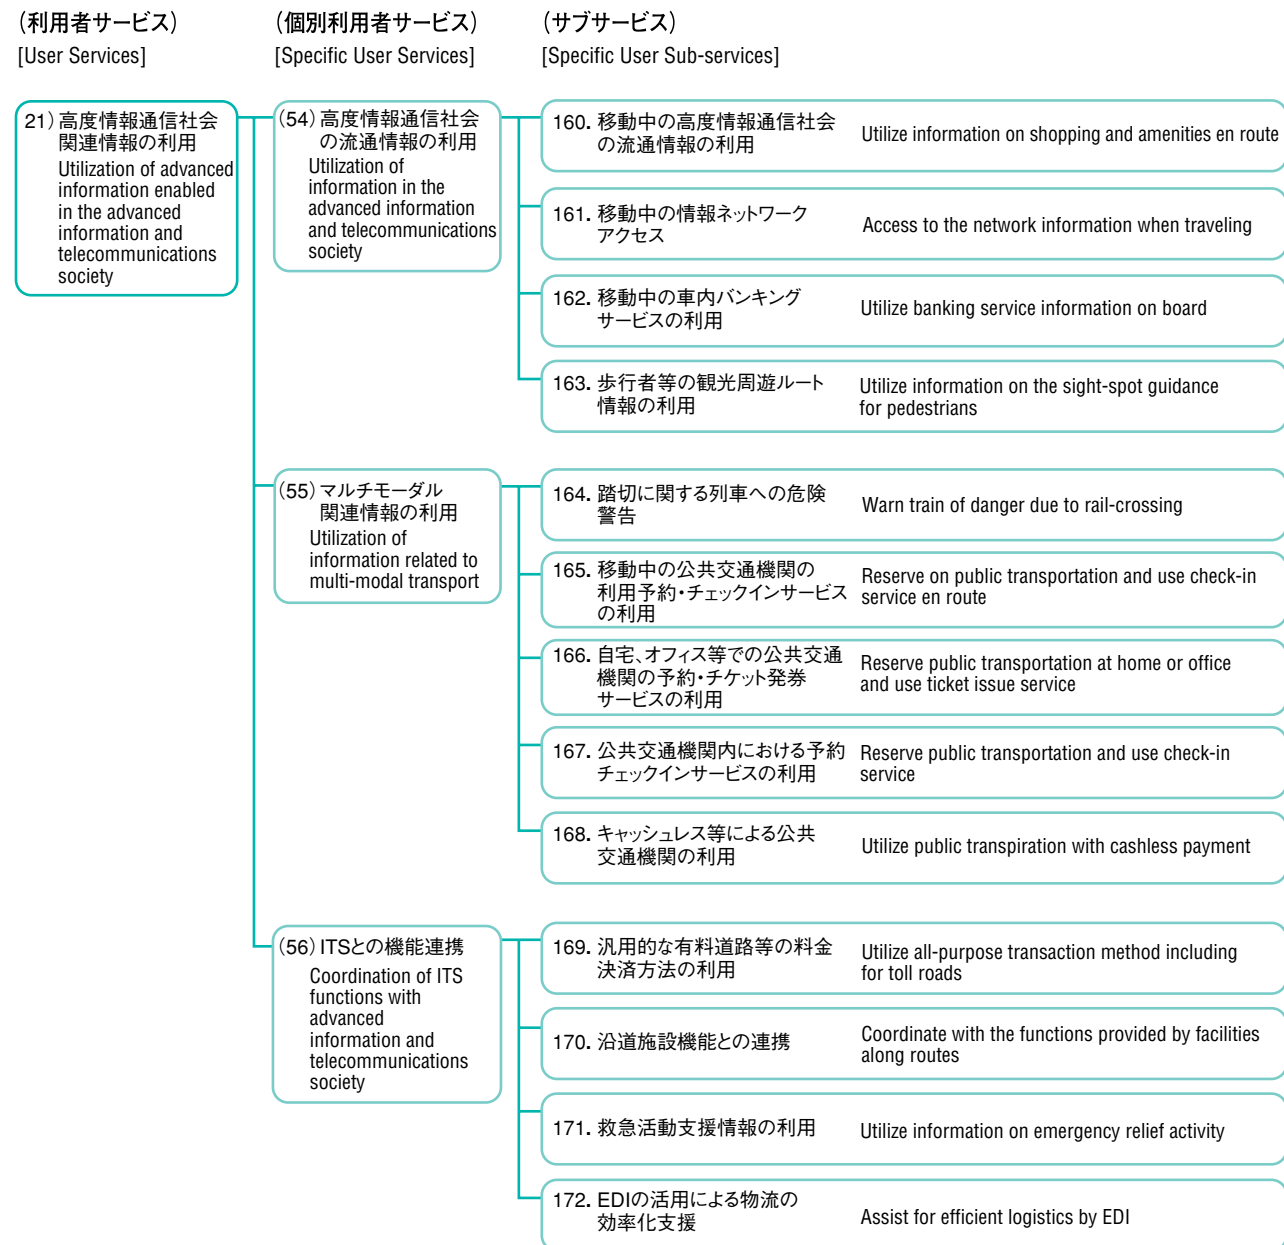 （利用者サービス）
[User Services]
（個別利用者サービス）
[Specific User Services]
（サブサービス）
[Specific User Sub-services]
21）高度情報通信社会
関連情報の利用
Utilization of advanced
information enabled
in the advanced
information and
telecommunications
society
（54）高度情報通信社会
の流通情報の利用
Utilization of
information in the
advanced information
and telecommunications
society
160. 移動中の高度情報通信社会
の流通情報の利用
Utilize information on shopping and amenities en route
161. 移動中の情報ネットワーク
アクセス
Access to the network information when traveling
162. 移動中の車内バンキング
サービスの利用
Utilize banking service information on board
163. 歩行者等の観光周遊ルート
情報の利用
Utilize information on the sight-spot guidance
for pedestrians
（55）マルチモーダル
関連情報の利用
Utilization of
information related to
multi-modal transport
164. 踏切に関する列車への危険
警告
Warn train of danger due to rail-crossing
165. 移動中の公共交通機関の
利用予約・チェックインサービス
の利用
Reserve on public transportation and use check-in
service en route
166. 自宅、オフィス等での公共交通
機関の予約・チケット発券
サービスの利用
Reserve public transportation at home or office
and use ticket issue service
167. 公共交通機関内における予約
チェックインサービスの利用
Reserve public transportation and use check-in
service
168. キャッシュレス等による公共
交通機関の利用
Utilize public transpiration with cashless payment
（56）ITSとの機能連携
Coordination of ITS
functions with
advanced
information and
telecommunications
society
169. 汎用的な有料道路等の料金
決済方法の利用
Utilize all-purpose transaction method including
for toll roads
170. 沿道施設機能との連携
Coordinate with the functions provided by facilities
along routes
171. 救急活動支援情報の利用
Utilize information on emergency relief activity
172. EDIの活用による物流の
効率化支援
Assist for efficient logistics by EDI